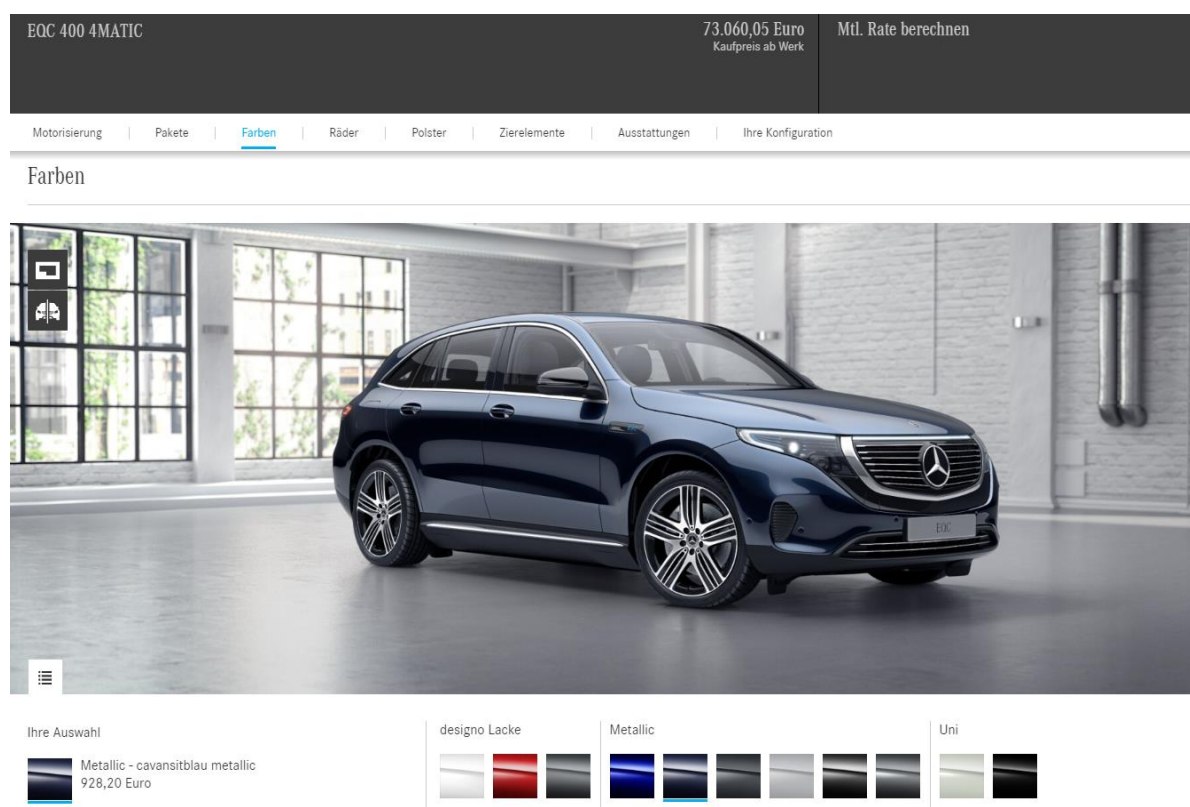 EQC 400 4MATIC
73.060,05 Euro
Kaufpreis ab Werk
Mtl. Rate berechnen
Motorisierung
Pakete
Farben
Räder
Polster
Zierelemente
Ausstattungen
Ihre Konfiguration
Farben
EQC
Ihre Auswahl
Metallic - cavansitblau metallic
928,20 Euro
designo Lacke
Metallic
Uni